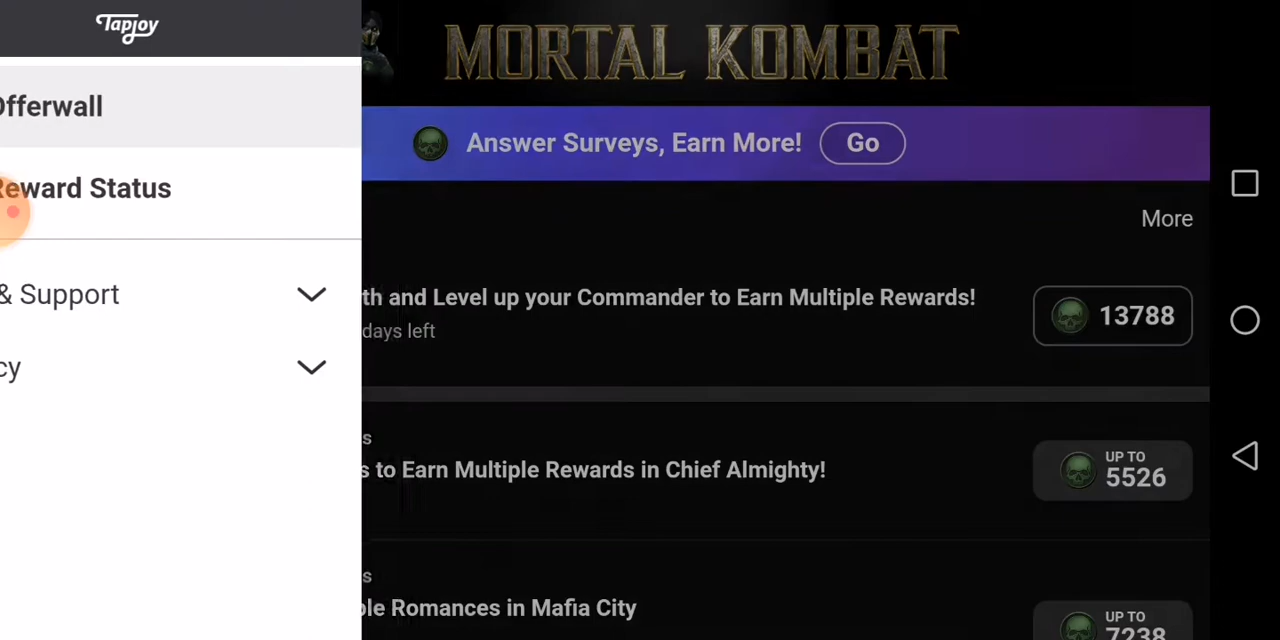 Tapjoy
MORTAL KOMBAT
Offerwall
Answer Surveys, Earn More! Go
Reward Status
More
& Support
th and Level up your Commander to Earn Multiple Rewards!
13788
days left
cy
s
s to Earn Multiple Rewards in Chief Almighty!
UP TO
5526
s
ple Romances in Mafia City
UP TO
7238